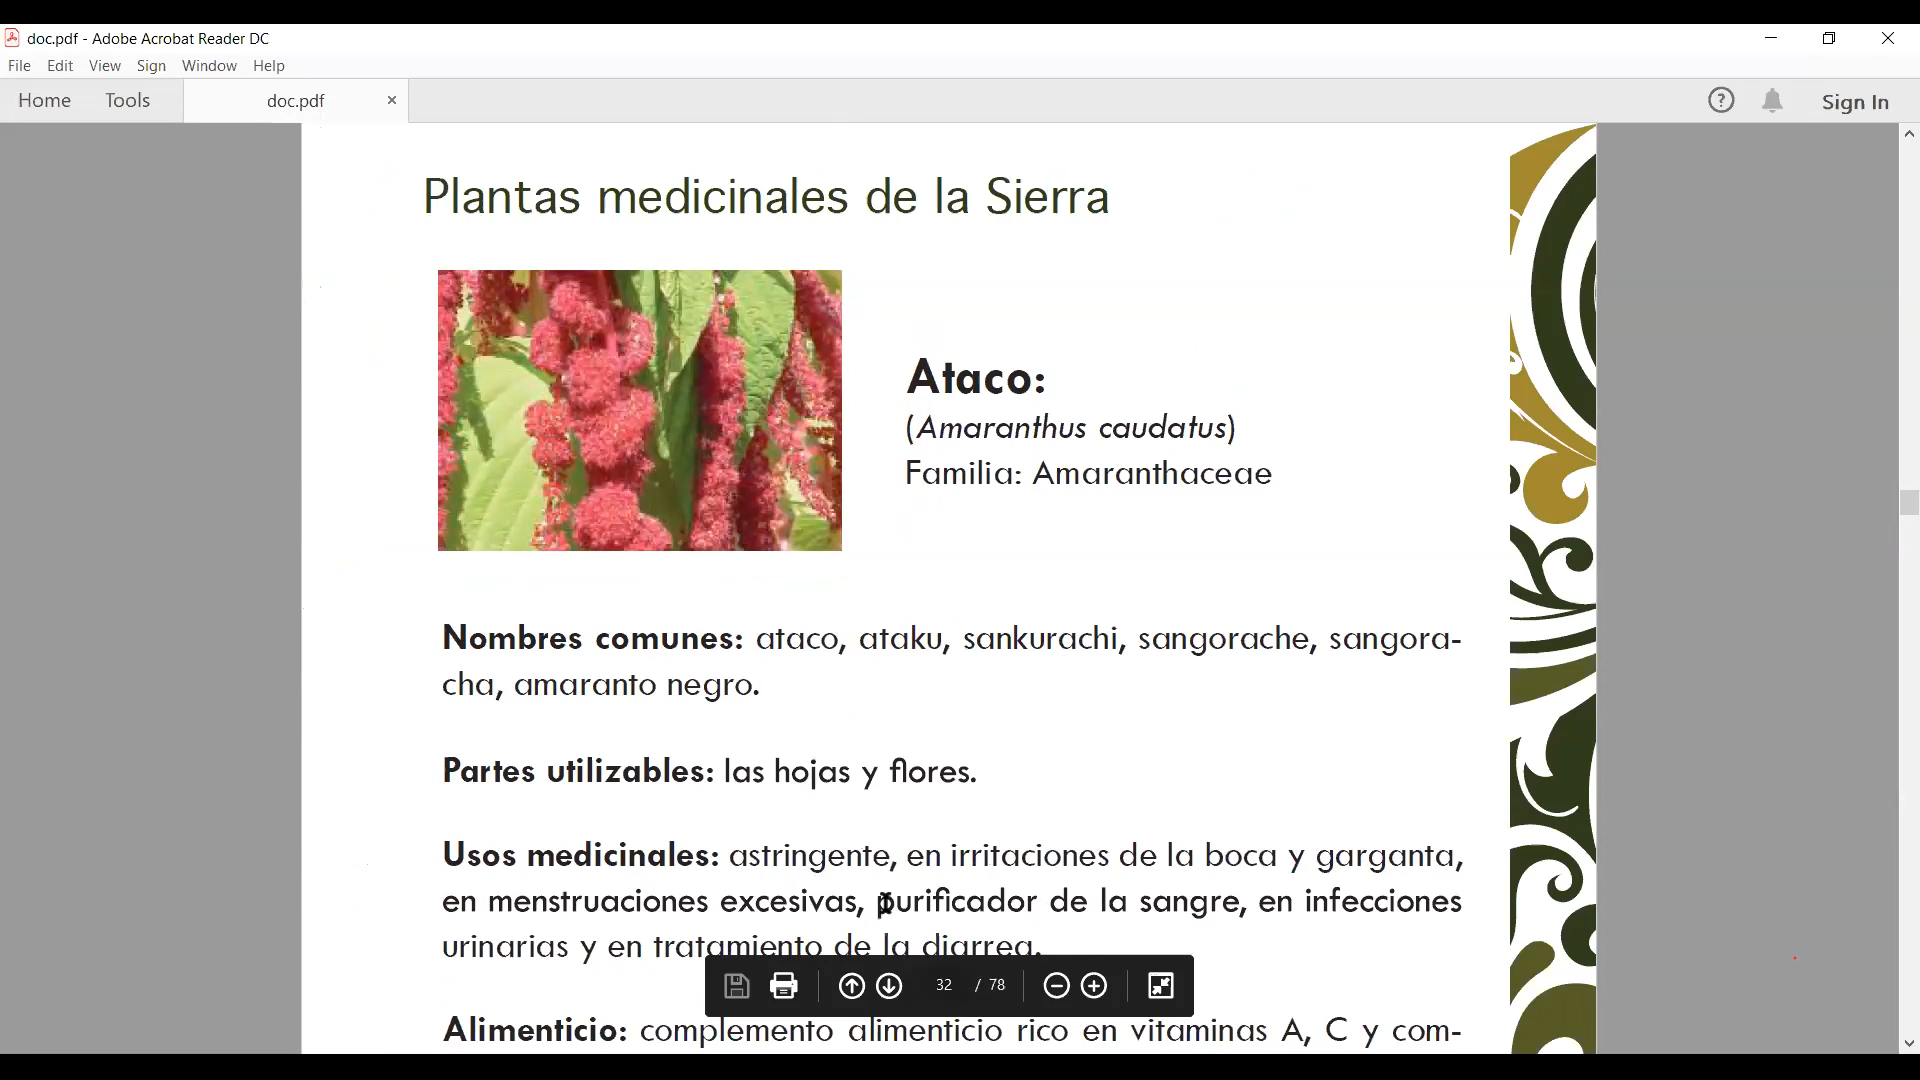 doc.pdf - Adobe Acrobat Reader DC
File Edit View Sign Window Help
Home Tools doc.pdf × ? Sign In
Plantas medicinales de la Sierra
Ataco:
(Amaranthus caudatus)
Familia: Amaranthaceae
Nombres comunes: ataco, ataku, sankurachi, sangorache, sangora-
cha, amaranto negro.
Partes utilizables: las hojas y flores.
Usos medicinales: astringente, en irritaciones de la boca y garganta,
en menstruaciones excesivas, purificador de la sangre, en infecciones
urinarias y en tratamiento de la diarrea.
32 / 78
Alimenticio: complemento alimenticio rico en vitaminas A, C y com-